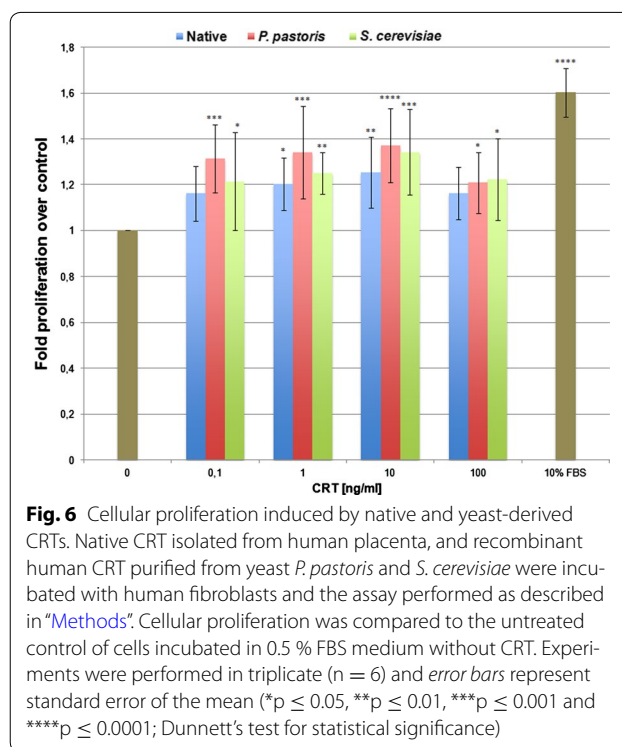 Native P. pastoris S. cerevisiae
1,8
1,6
1,4
1,2
1
0,8
0,6
0,4
0,2
0
Fold proliferation over control
*** * * *** ** ** **** *** * * ****
0 0,1 1 10 100 10% FBS
CRT [ng/ml]
Fig. 6 Cellular proliferation induced by native and yeast-derived
CRTs. Native CRT isolated from human placenta, and recombinant
human CRT purified from yeast P. pastoris and S. cerevisiae were incu-
bated with human fibroblasts and the assay performed as described
in "Methods". Cellular proliferation was compared to the untreated
control of cells incubated in 0.5 % FBS medium without CRT. Experi-
ments were performed in triplicate (n = 6) and error bars represent
standard error of the mean (*p ≤ 0.05, **p ≤ 0.01, ***p ≤ 0.001 and
****p ≤ 0.0001; Dunnett's test for statistical significance)